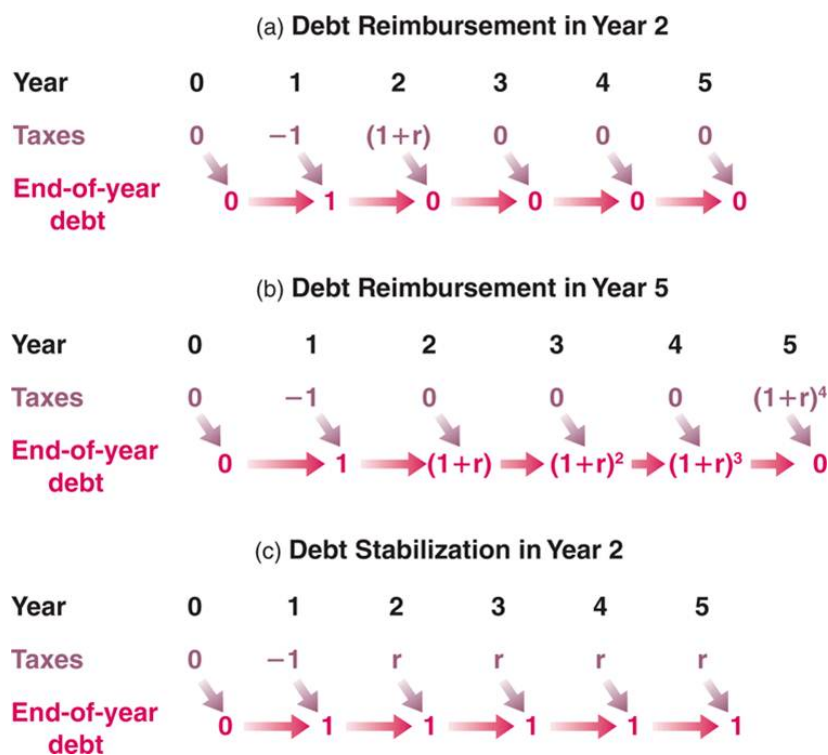 (a) Debt Reimbursement in Year 2
Year 0 1 2 3 4 5
Taxes 0 −1 (1+r) 0 0 0
End-of-year
debt
0 1 0 0 0 0
(b) Debt Reimbursement in Year 5
Year 0 1 2 3 4 5
Taxes 0 −1 0 0 0 (1+r)⁴
End-of-year
debt
0 1 (1+r) (1+r)² (1+r)³ 0
(c) Debt Stabilization in Year 2
Year 0 1 2 3 4 5
Taxes 0 −1 r r r r
End-of-year
debt
0 1 1 1 1 1